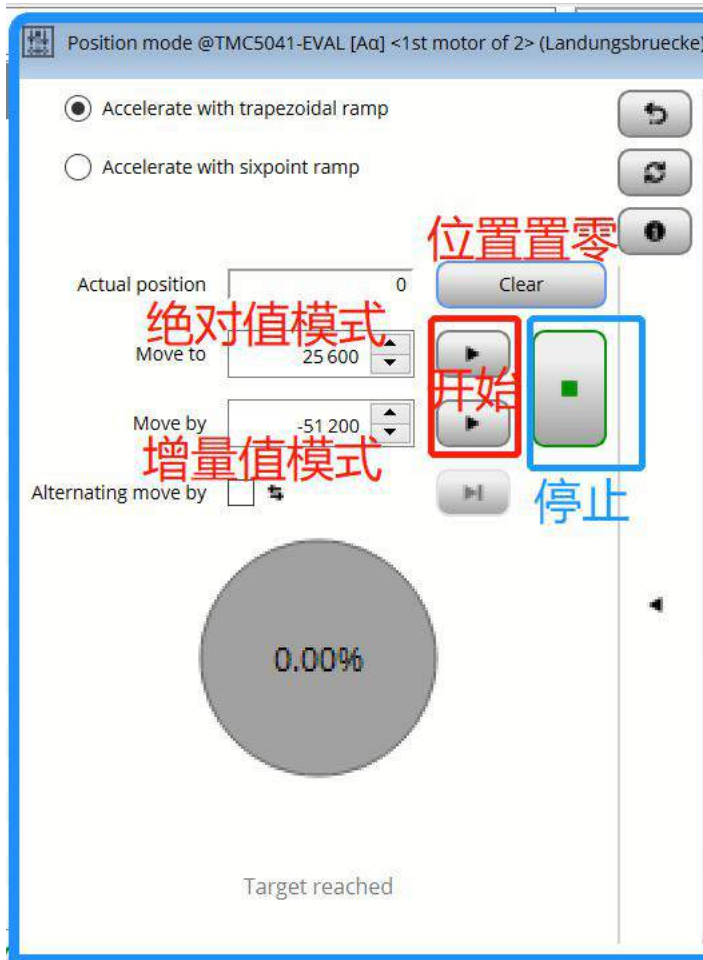 Position mode @TMC5041-EVAL [Aα] <1st motor of 2> (Landungsbruecke)
Accelerate with trapezoidal ramp
Accelerate with sixpoint ramp
位置置零
Actual position 0 Clear
绝对值模式
Move to 25 600
开始
Move by -51 200
增量值模式
Alternating move by
停止
0.00%
Target reached